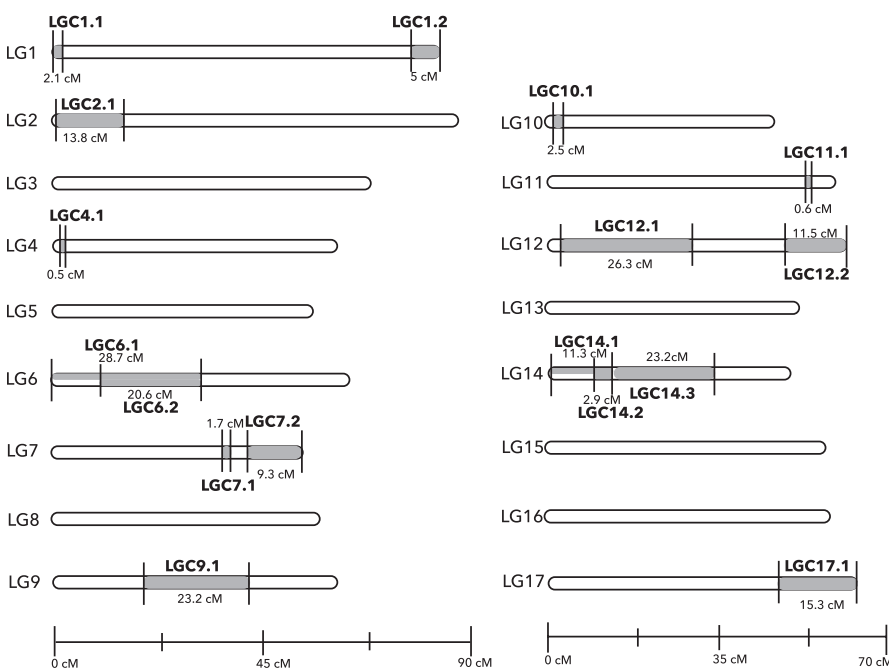 LGC1.1 LGC1.2
LG1
2.1 cM 5 cM
LGC2.1
LG2
13.8 cM
LG3
LGC4.1
LG4
0.5 cM
LG5
LGC6.1
28.7 cM
LG6
20.6 cM
LGC6.2
1.7 cM LGC7.2
LG7
9.3 cM
LGC7.1
LG8
LGC9.1
LG9
23.2 cM
0 cM 45 cM 90 cM
LGC10.1
LG10
2.5 cM
LGC11.1
LG11
0.6 cM
LGC12.1 11.5 cM
LG12
26.3 cM
LGC12.2
LG13
LGC14.1
11.3 cM 23.2cM
LG14
2.9 cM LGC14.3
LGC14.2
LG15
LG16
LGC17.1
LG17
15.3 cM
0 cM 35 cM 70 cM